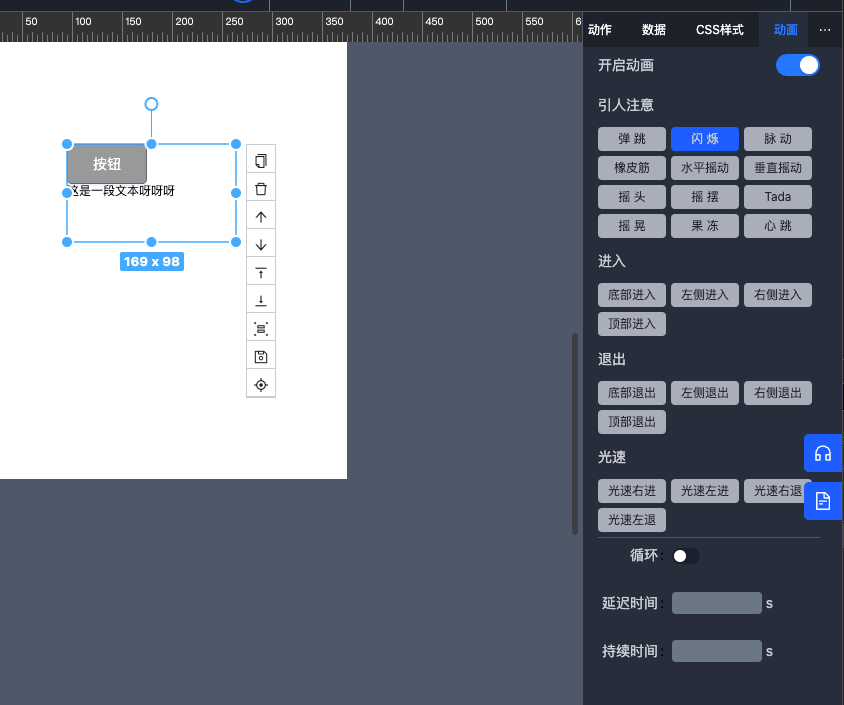 50 100 150 200 250 300 350 400 450 500 550 6
动作 数据 CSS样式 动画 ···
开启动画
引人注意
弹 跳 闪 烁 脉 动
橡皮筋 水平摇动 垂直摇动
摇 头 摇 摆 Tada
摇 晃 果 冻 心 跳
进入
底部进入 左侧进入 右侧进入
顶部进入
退出
底部退出 左侧退出 右侧退出
顶部退出
光速
光速右进 光速左进 光速右退
光速左退
循环:
延迟时间: s
持续时间: s
按钮
这是一段文本呀呀呀
169 x 98